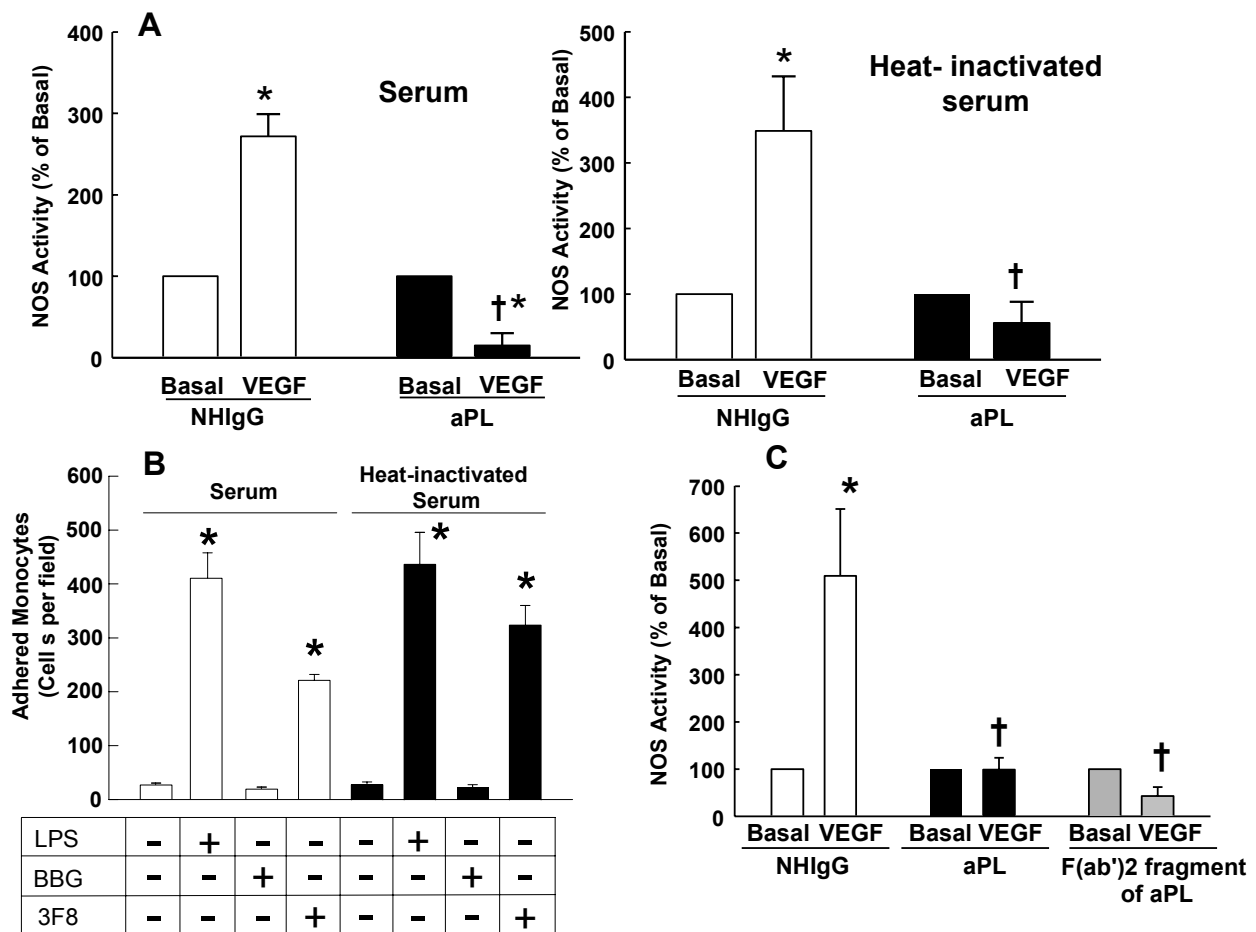 A
NOS Activity (% of Basal)
400
300
200
100
0
Serum
*
†*
Basal VEGF
NHIgG
Basal VEGF
aPL
NOS Activity (% of Basal)
500
400
300
200
100
0
Heat- inactivated
serum
*
†
Basal VEGF
NHIgG
Basal VEGF
aPL
B
Adhered Monocytes
(Cell s per field)
600
500
400
300
200
100
0
Serum
Heat-inactivated
Serum
* * * *
LPS - + - - - + - -
BBG - - + - - - + -
3F8 - - - + - - - +
C
NOS Activity (% of Basal)
700
600
500
400
300
200
100
0
*
†
†
Basal VEGF
NHIgG
Basal VEGF
aPL
Basal VEGF
F(ab')2 fragment
of aPL